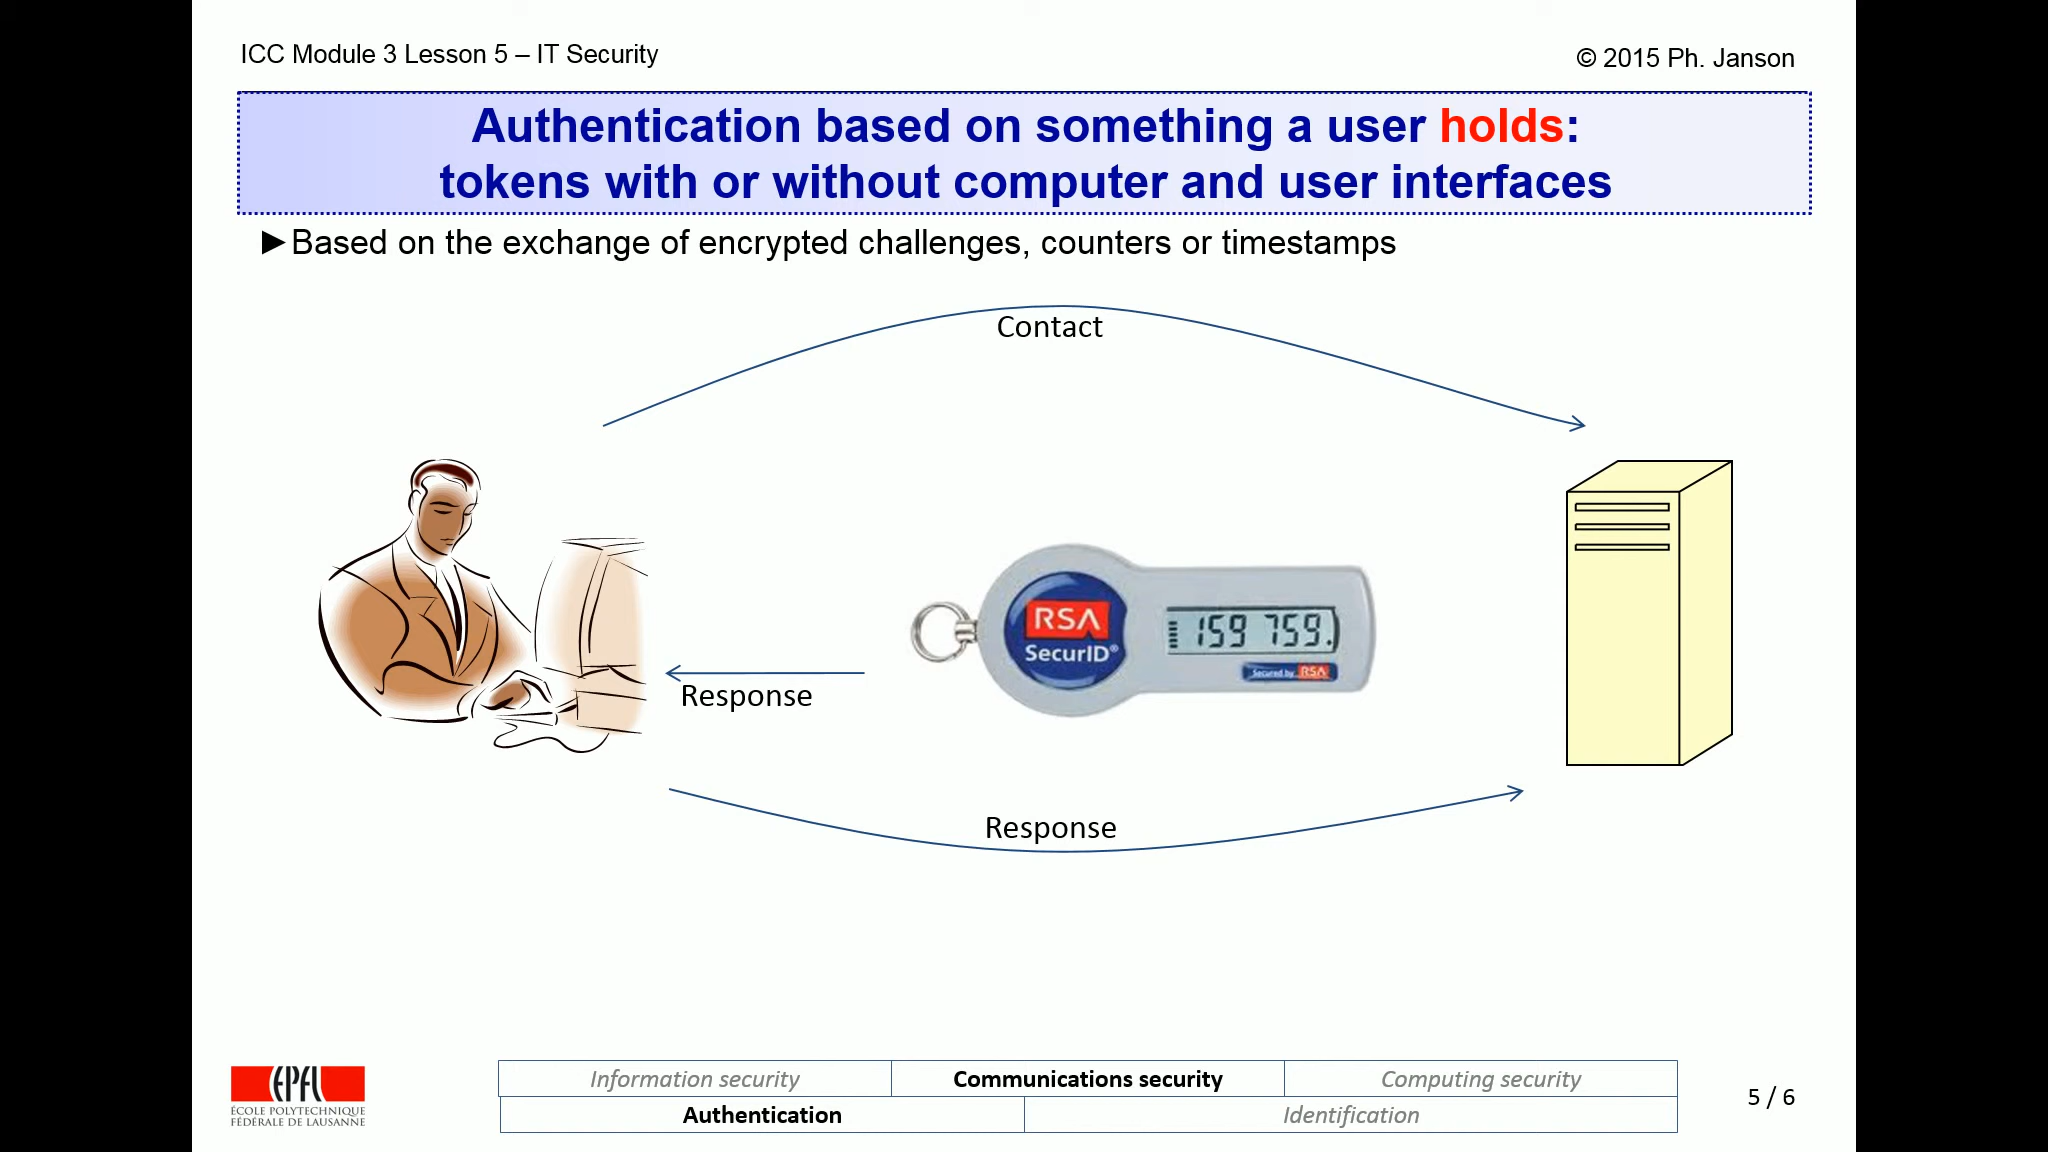 ICC Module 3 Lesson 5 – IT Security
© 2015 Ph. Janson
Authentication based on something a user holds:
tokens with or without computer and user interfaces
►Based on the exchange of encrypted challenges, counters or timestamps
Contact
RSA
SecurID®
159 759.
Secured by RSA
Response
Response
EPFL
ÉCOLE POLYTECHNIQUE
FÉDÉRALE DE LAUSANNE
Information security
Communications security
Computing security
Authentication
Identification
5 / 6